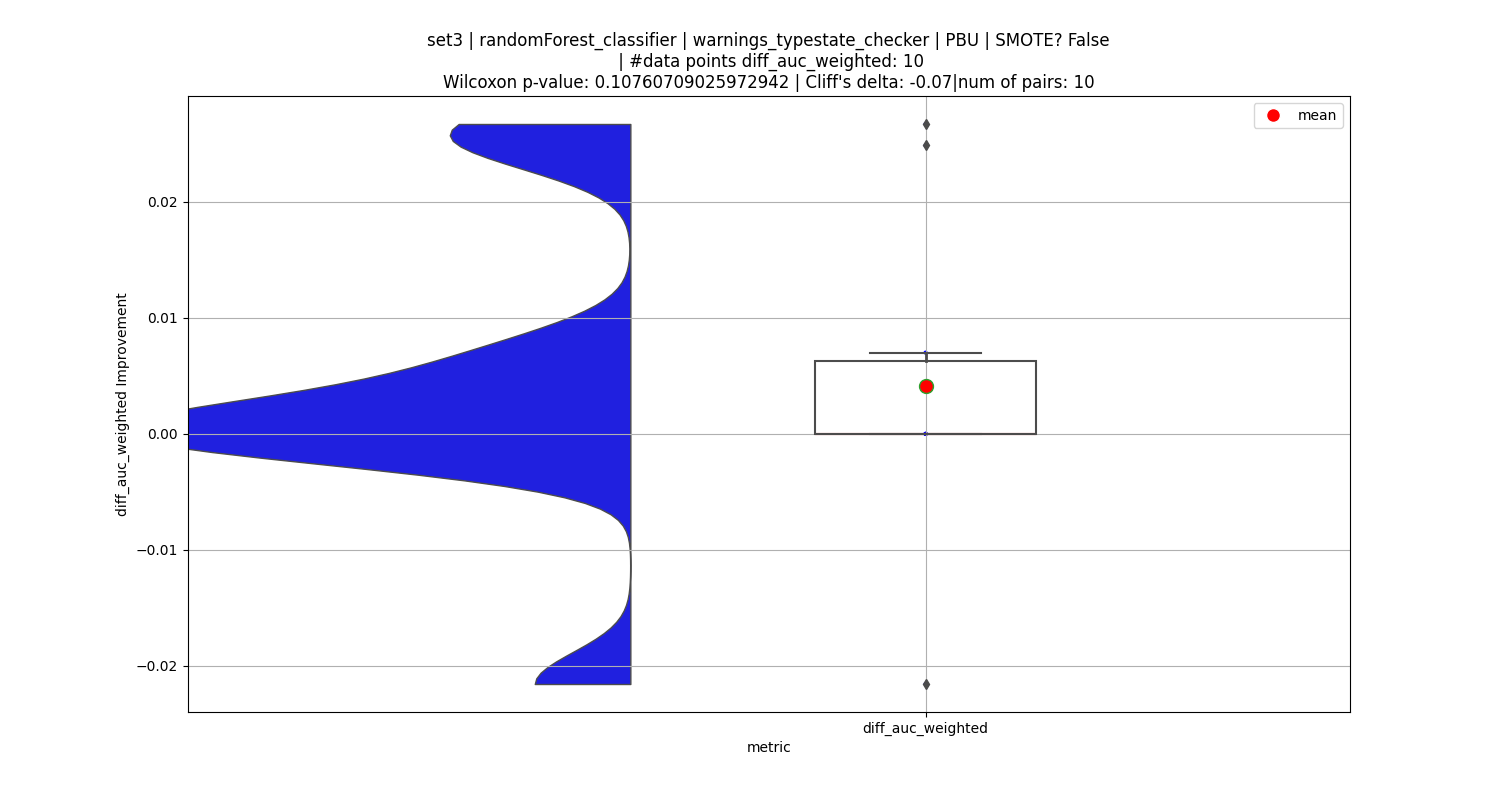 set3 | randomForest_classifier | warnings_typestate_checker | PBU | SMOTE? False
| #data points diff_auc_weighted: 10
Wilcoxon p-value: 0.10760709025972942 | Cliff's delta: -0.07|num of pairs: 10
mean
0.02
0.01
0.00
−0.01
−0.02
diff_auc_weighted Improvement
diff_auc_weighted
metric